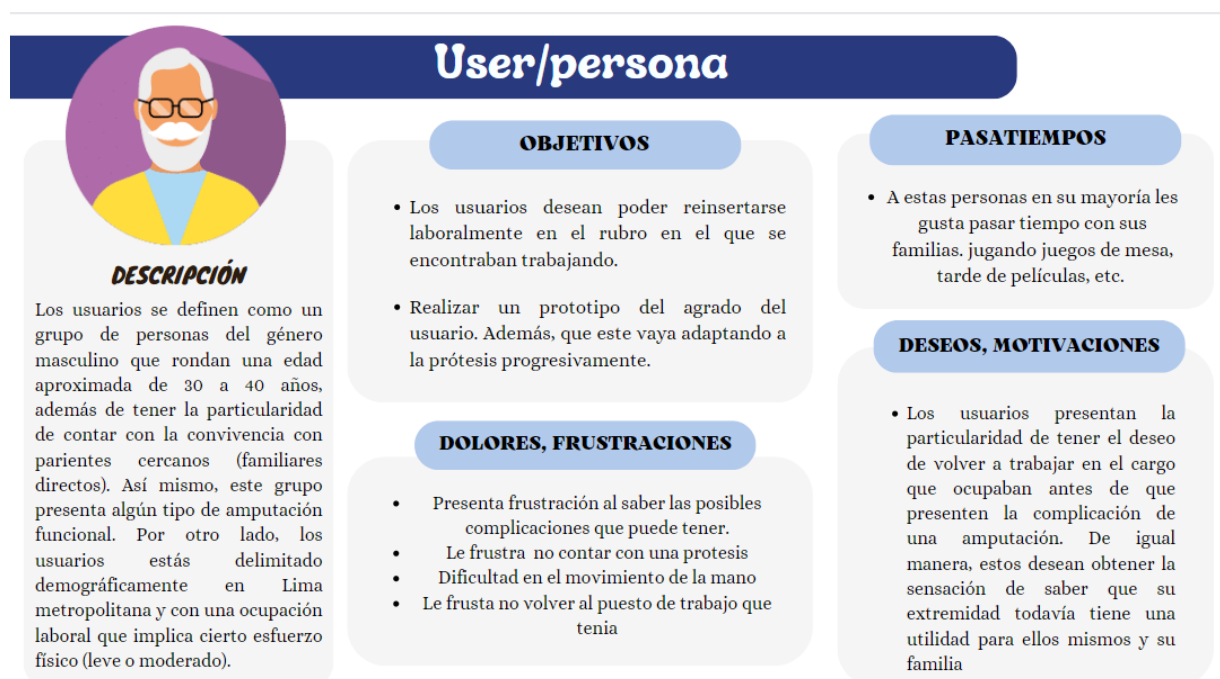 User/persona
DESCRIPCIÓN
Los usuarios se definen como un
grupo de personas del género
masculino que rondan una edad
aproximada de 30 a 40 años,
además de tener la particularidad
de contar con la convivencia con
parientes cercanos (familiares
directos). Así mismo, este grupo
presenta algún tipo de amputación
funcional. Por otro lado, los
usuarios estás delimitado
demográficamente en Lima
metropolitana y con una ocupación
laboral que implica cierto esfuerzo
físico (leve o moderado).
OBJETIVOS
• Los usuarios desean poder reinsertarse
laboralmente en el rubro en el que se
encontraban trabajando.
• Realizar un prototipo del agrado del
usuario. Además, que este vaya adaptando a
la prótesis progresivamente.
DOLORES, FRUSTRACIONES
• Presenta frustración al saber las posibles
complicaciones que puede tener.
• Le frustra no contar con una protesis
• Dificultad en el movimiento de la mano
• Le frusta no volver al puesto de trabajo que
tenia
PASATIEMPOS
• A estas personas en su mayoría les
gusta pasar tiempo con sus
familias. jugando juegos de mesa,
tarde de películas, etc.
DESEOS, MOTIVACIONES
• Los usuarios presentan la
particularidad de tener el deseo
de volver a trabajar en el cargo
que ocupaban antes de que
presenten la complicación de
una amputación. De igual
manera, estos desean obtener la
sensación de saber que su
extremidad todavía tiene una
utilidad para ellos mismos y su
familia